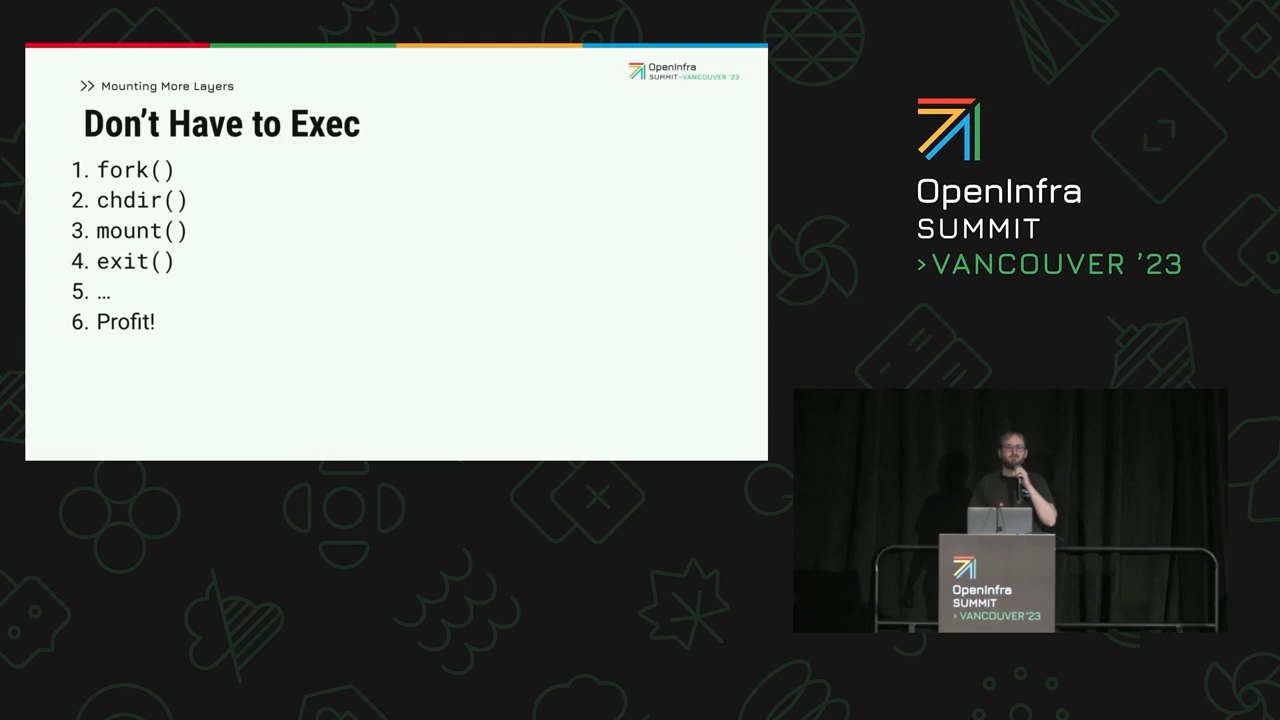 >> Mounting More Layers
OpenInfra
SUMMIT >VANCOUVER '23
Don’t Have to Exec
1. fork()
2. chdir()
3. mount()
4. exit()
5. …
6. Profit!
OpenInfra
SUMMIT
>VANCOUVER ’23
OpenInfra
SUMMIT
>VANCOUVER '23